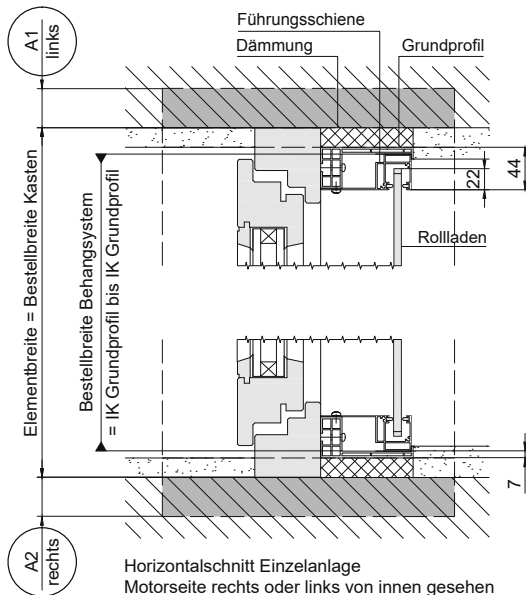 A1
links
Führungsschiene
Dämmung
Grundprofil
44
22
Rollladen
Elementbreite = Bestellbreite Kasten
Bestellbreite Behangsystem
= IK Grundprofil bis IK Grundprofil
7
A2
rechts
Horizontalschnitt Einzelanlage
Motorseite rechts oder links von innen gesehen